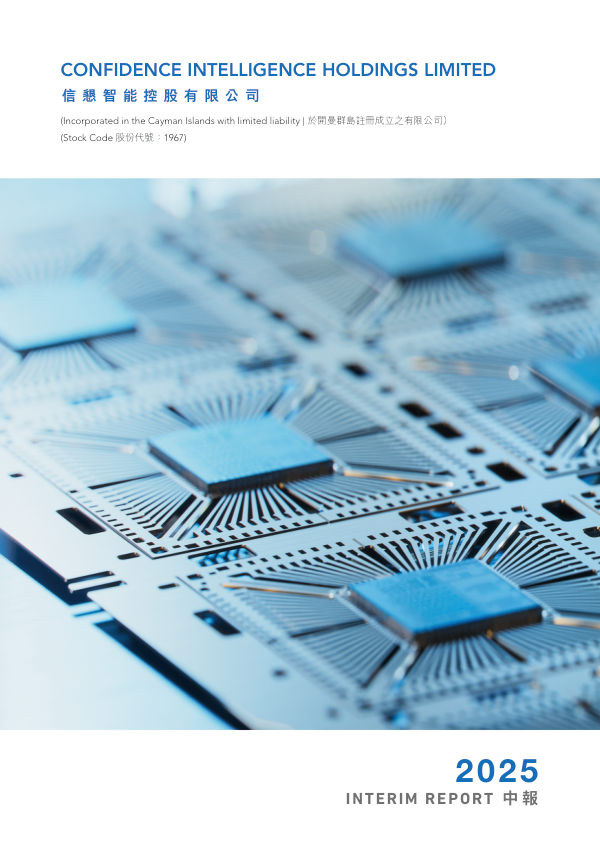 CONFIDENCE INTELLIGENCE HOLDINGS LIMITED
信懇智能控股有限公司
(Incorporated in the Cayman Islands with limited liability | 於開曼群島註冊成立之有限公司)
(Stock Code 股份代號：1967)
2025
INTERIM REPORT 中報